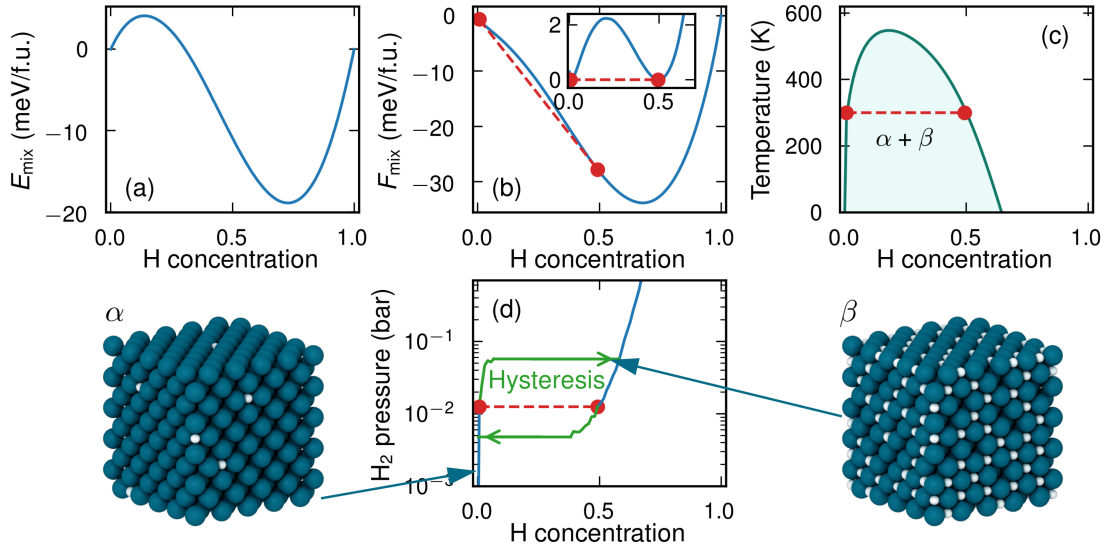 0
−10
−20
E_mix (meV/f.u.)
(a)
0.0
0.5
1.0
H concentration
0
−10
−20
−30
F_mix (meV/f.u.)
2
0
0.0
0.5
(b)
0.0
0.5
1.0
H concentration
600
400
200
0
Temperature (K)
(c)
α + β
0.0
0.5
1.0
H concentration
α
10⁻¹
10⁻²
10⁻³
H₂ pressure (bar)
(d)
Hysteresis
0.0
0.5
1.0
H concentration
β